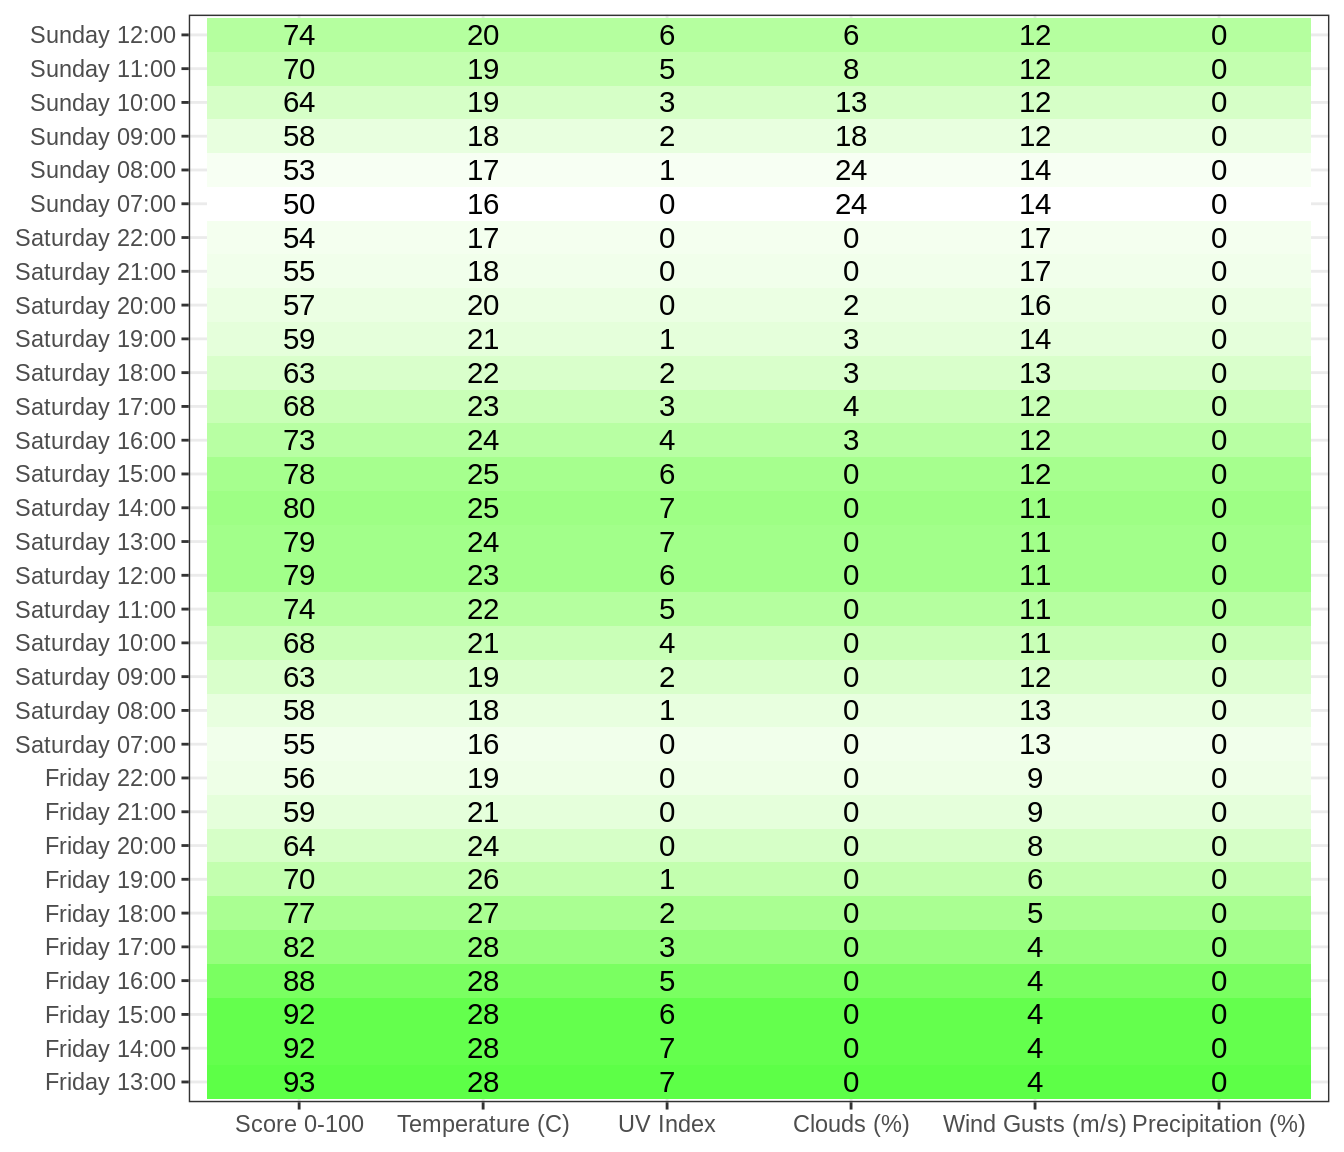 Sunday 12:00 74 20 6 6 12 0
Sunday 11:00 70 19 5 8 12 0
Sunday 10:00 64 19 3 13 12 0
Sunday 09:00 58 18 2 18 12 0
Sunday 08:00 53 17 1 24 14 0
Sunday 07:00 50 16 0 24 14 0
Saturday 22:00 54 17 0 0 17 0
Saturday 21:00 55 18 0 0 17 0
Saturday 20:00 57 20 0 2 16 0
Saturday 19:00 59 21 1 3 14 0
Saturday 18:00 63 22 2 3 13 0
Saturday 17:00 68 23 3 4 12 0
Saturday 16:00 73 24 4 3 12 0
Saturday 15:00 78 25 6 0 12 0
Saturday 14:00 80 25 7 0 11 0
Saturday 13:00 79 24 7 0 11 0
Saturday 12:00 79 23 6 0 11 0
Saturday 11:00 74 22 5 0 11 0
Saturday 10:00 68 21 4 0 11 0
Saturday 09:00 63 19 2 0 12 0
Saturday 08:00 58 18 1 0 13 0
Saturday 07:00 55 16 0 0 13 0
Friday 22:00 56 19 0 0 9 0
Friday 21:00 59 21 0 0 9 0
Friday 20:00 64 24 0 0 8 0
Friday 19:00 70 26 1 0 6 0
Friday 18:00 77 27 2 0 5 0
Friday 17:00 82 28 3 0 4 0
Friday 16:00 88 28 5 0 4 0
Friday 15:00 92 28 6 0 4 0
Friday 14:00 92 28 7 0 4 0
Friday 13:00 93 28 7 0 4 0
Score 0-100 Temperature (C) UV Index Clouds (%) Wind Gusts (m/s) Precipitation (%)